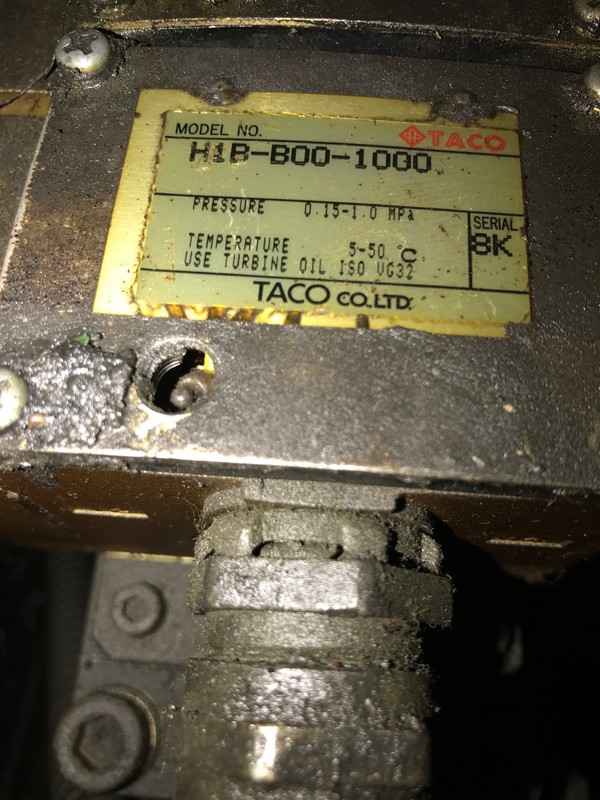 MODEL NO. TACO
H1B-B00-1000
PRESSURE 0.15-1.0 MPa
SERIAL
8K
TEMPERATURE 5-50 ℃
USE TURBINE OIL ISO VG32
TACO CO.LTD.